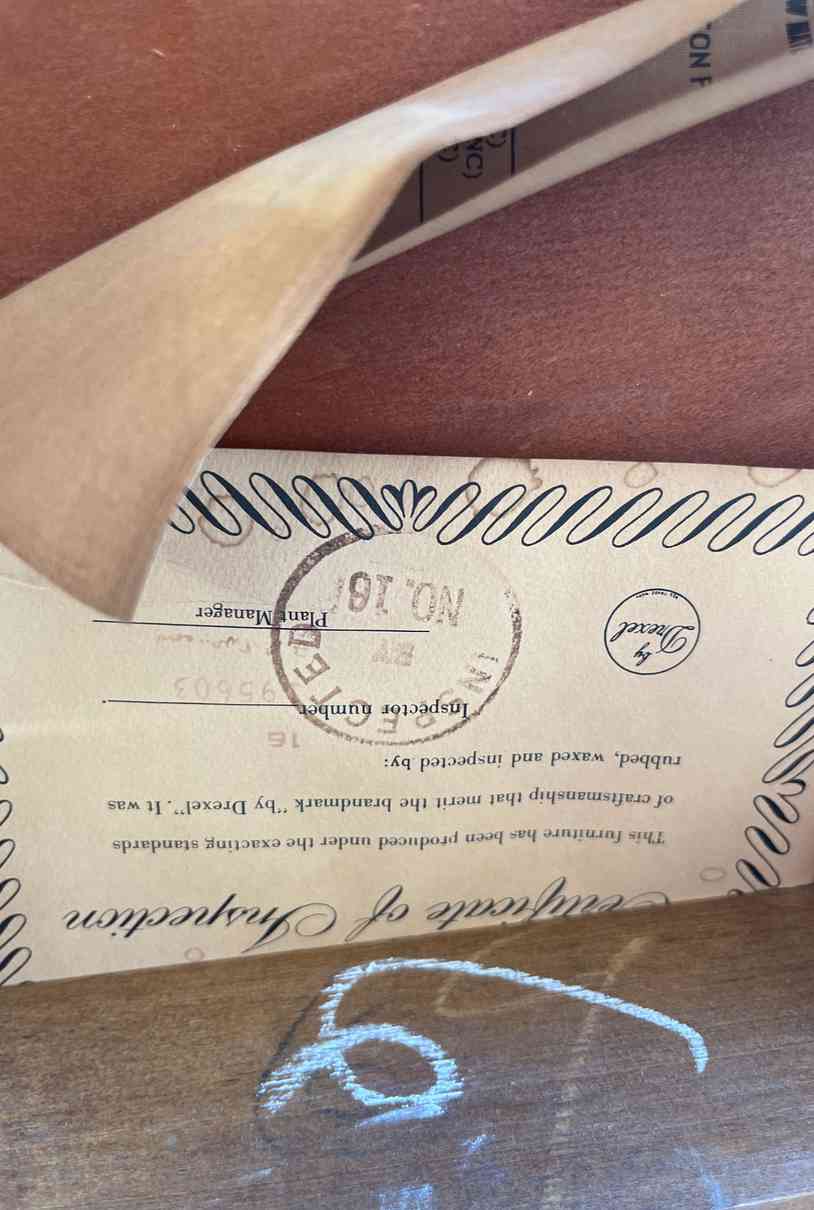 Certificate of Inspection
This furniture has been produced under the exacting standards
of craftsmanship that merit the brandmark "by Drexel". It was
rubbed, waxed and inspected by:
16
Inspector number
.
95603
Plant Manager
INSPECTED
BY
NO. 16
by
Drexel
TON F
NC)